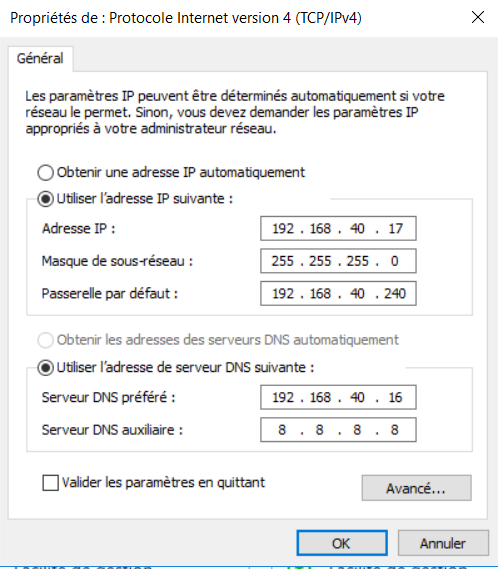 Propriétés de : Protocole Internet version 4 (TCP/IPv4)
Général
Les paramètres IP peuvent être déterminés automatiquement si votre
réseau le permet. Sinon, vous devez demander les paramètres IP
appropriés à votre administrateur réseau.
Obtenir une adresse IP automatiquement
Utiliser l'adresse IP suivante :
Adresse IP : 192 . 168 . 40 . 17
Masque de sous-réseau : 255 . 255 . 255 . 0
Passerelle par défaut : 192 . 168 . 40 . 240
Obtenir les adresses des serveurs DNS automatiquement
Utiliser l'adresse de serveur DNS suivante :
Serveur DNS préféré : 192 . 168 . 40 . 16
Serveur DNS auxiliaire : 8 . 8 . 8 . 8
Valider les paramètres en quittant
Avancé...
OK Annuler